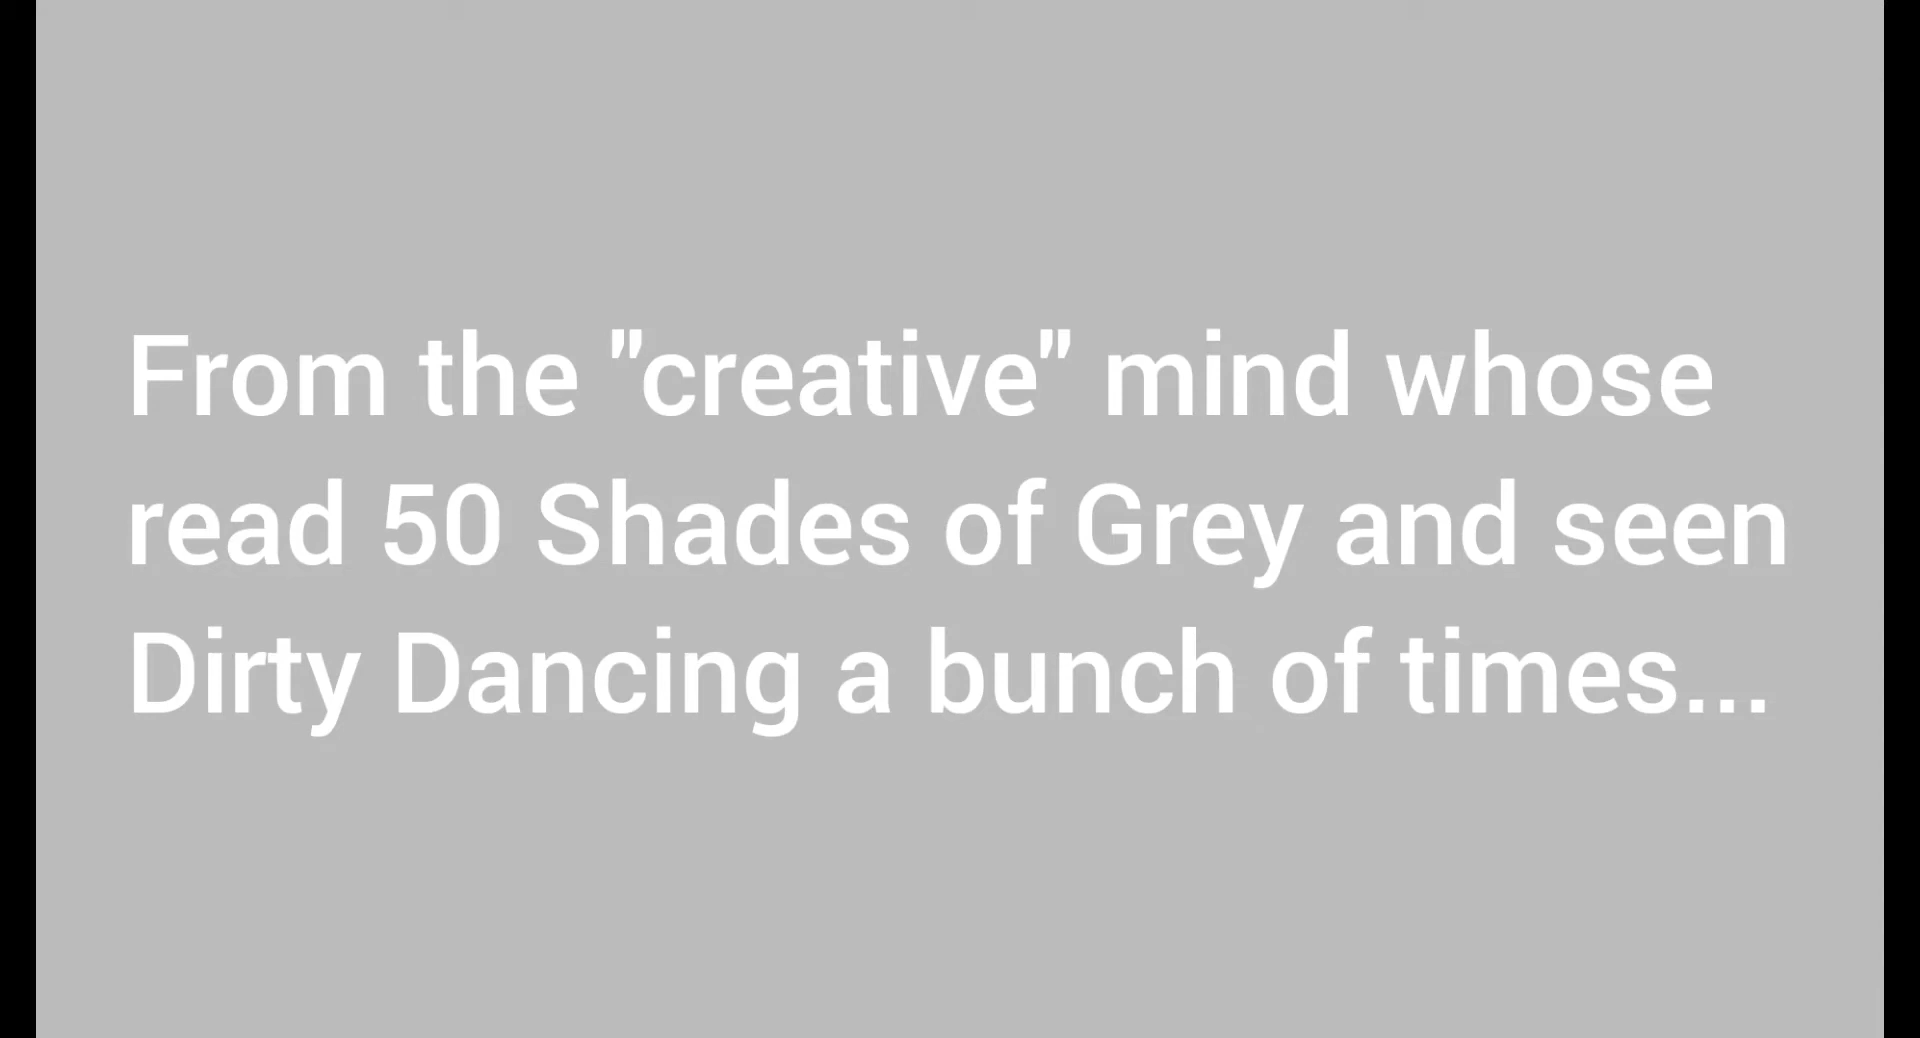 From the "creative" mind whose
read 50 Shades of Grey and seen
Dirty Dancing a bunch of times...